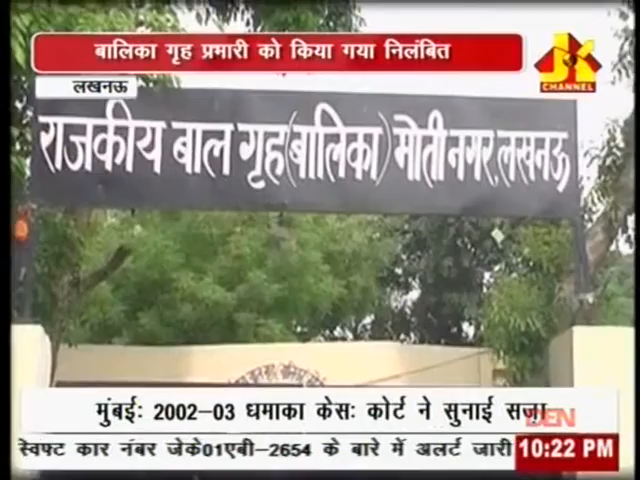 बालिका गृह प्रभारी को किया गया निलंबित
JK
CHANNEL
लखनऊ
राजकीय बाल गृह(बालिका) मोती नगर, लखनऊ
मुंबईः 2002-03 धमाका केसः कोर्ट ने सुनाई सज़ा
DEN
स्विफ्ट कार नंबर जेके01एबी-2654 के बारे में अलर्ट जारी
10:22 PM